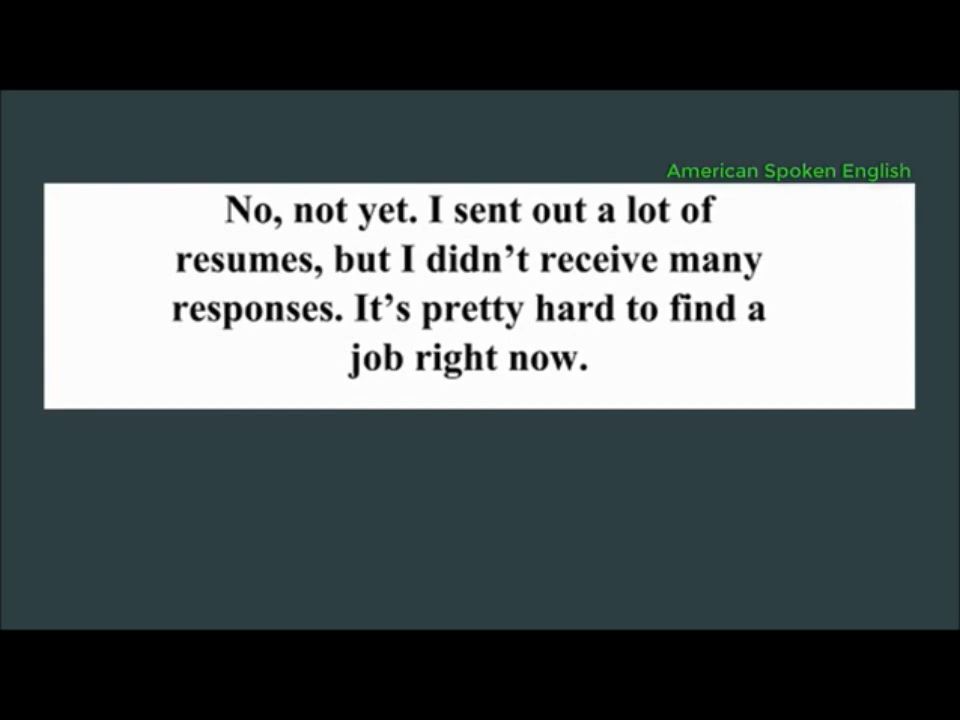 American Spoken English
No, not yet. I sent out a lot of
resumes, but I didn’t receive many
responses. It’s pretty hard to find a
job right now.